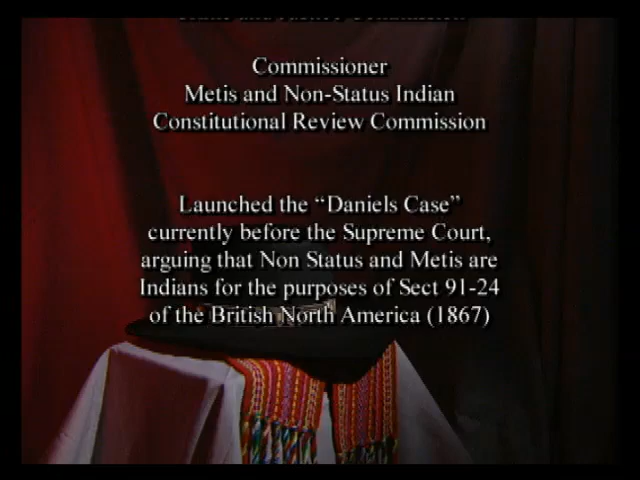 Commissioner
Metis and Non-Status Indian
Constitutional Review Commission
Launched the “Daniels Case”
currently before the Supreme Court,
arguing that Non Status and Metis are
Indians for the purposes of Sect 91-24
of the British North America (1867)